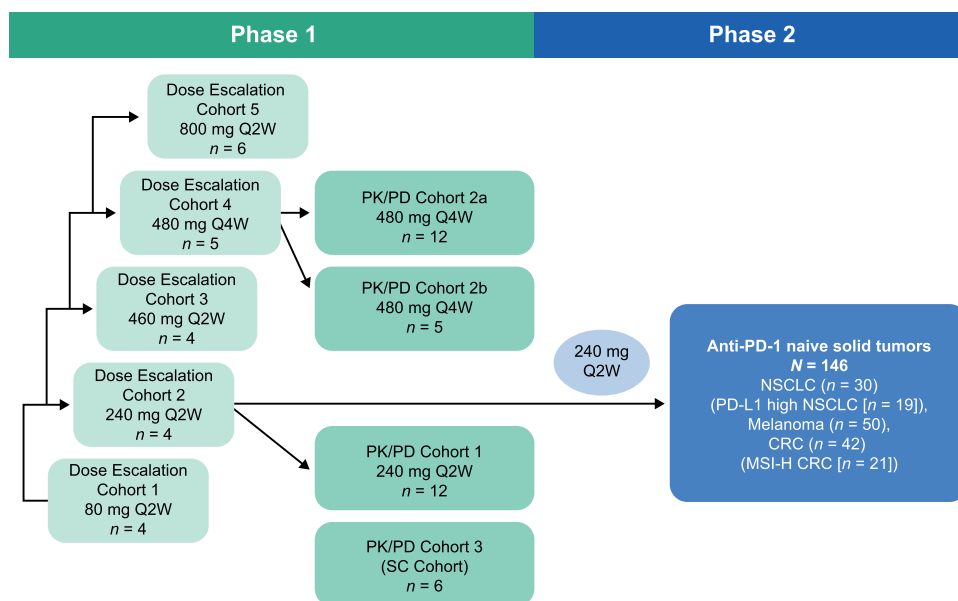 Phase 1
Phase 2
Dose Escalation
Cohort 5
800 mg Q2W
n = 6
Dose Escalation
Cohort 4
480 mg Q4W
n = 5
PK/PD Cohort 2a
480 mg Q4W
n = 12
Dose Escalation
Cohort 3
460 mg Q2W
n = 4
PK/PD Cohort 2b
480 mg Q4W
n = 5
Dose Escalation
Cohort 2
240 mg Q2W
n = 4
240 mg
Q2W
Anti-PD-1 naive solid tumors
N = 146
NSCLC (n = 30)
(PD-L1 high NSCLC [n = 19]),
Melanoma (n = 50),
CRC (n = 42)
(MSI-H CRC [n = 21])
Dose Escalation
Cohort 1
80 mg Q2W
n = 4
PK/PD Cohort 1
240 mg Q2W
n = 12
PK/PD Cohort 3
(SC Cohort)
n = 6